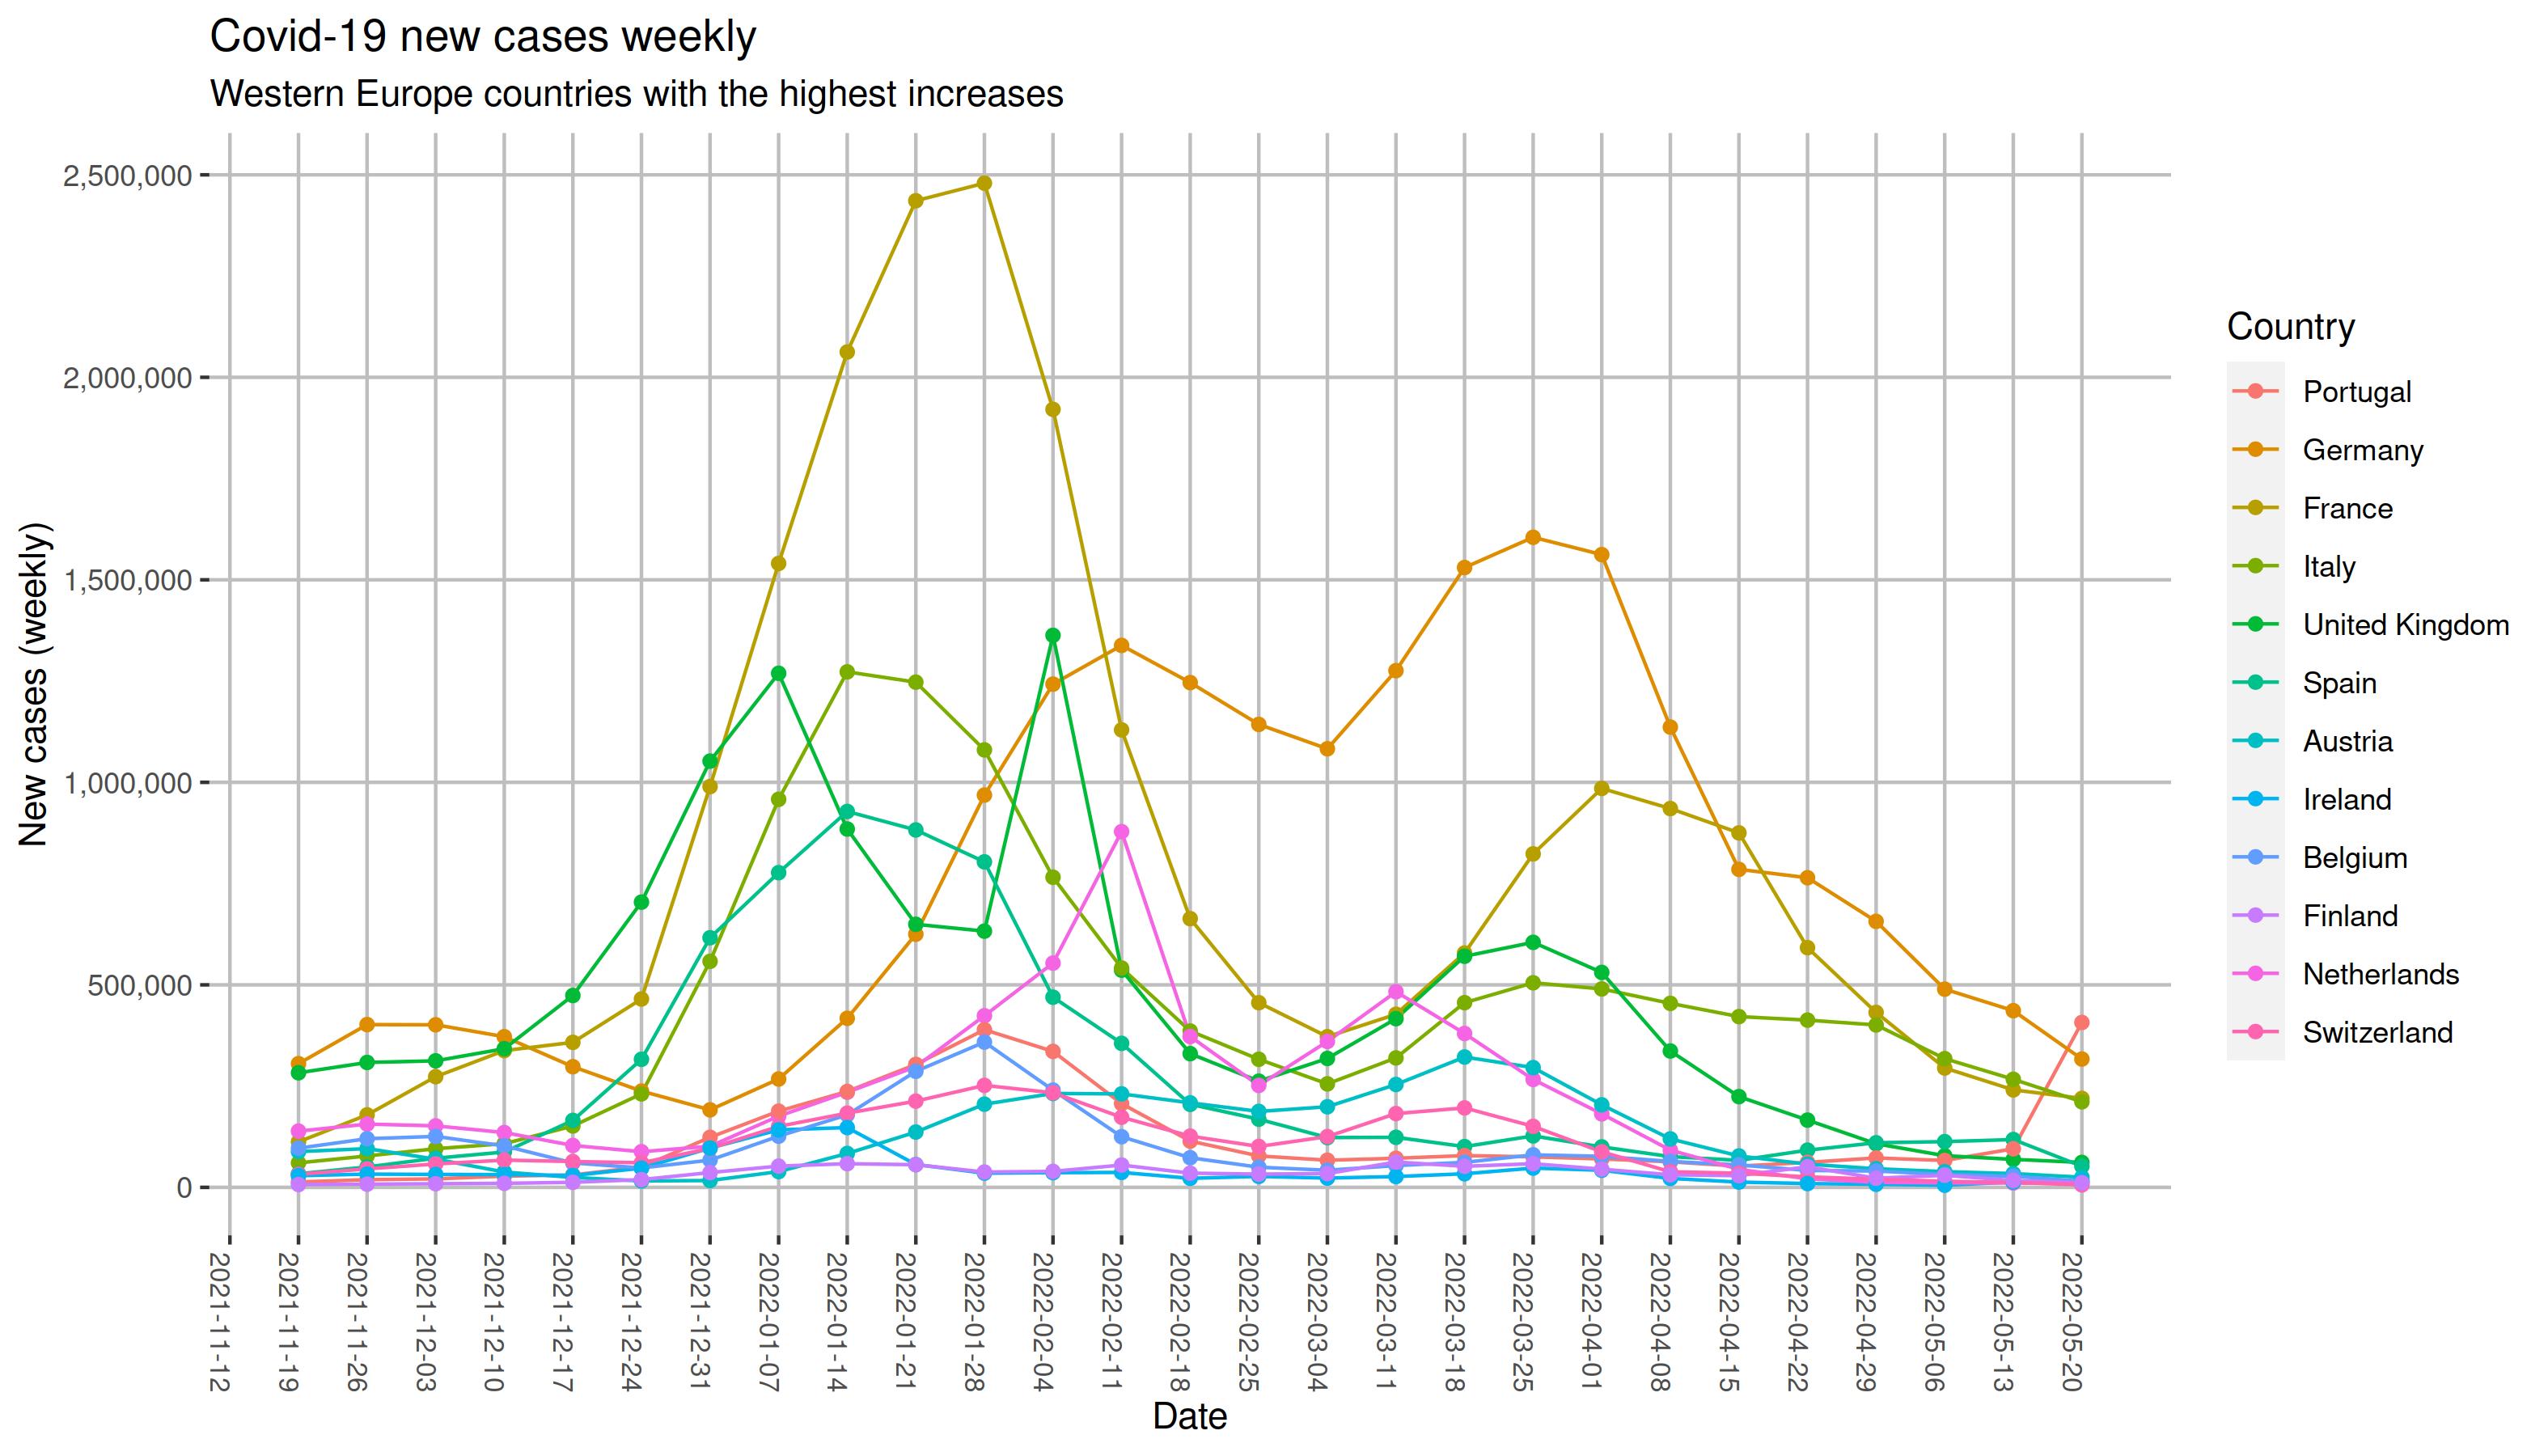 Covid-19 new cases weekly
Western Europe countries with the highest increases
New cases (weekly)
2,500,000
2,000,000
1,500,000
1,000,000
500,000
0
2021-11-12
2021-11-19
2021-11-26
2021-12-03
2021-12-10
2021-12-17
2021-12-24
2021-12-31
2022-01-07
2022-01-14
2022-01-21
2022-01-28
2022-02-04
2022-02-11
2022-02-18
2022-02-25
2022-03-04
2022-03-11
2022-03-18
2022-03-25
2022-04-01
2022-04-08
2022-04-15
2022-04-22
2022-04-29
2022-05-06
2022-05-13
2022-05-20
Date
Country
Portugal
Germany
France
Italy
United Kingdom
Spain
Austria
Ireland
Belgium
Finland
Netherlands
Switzerland